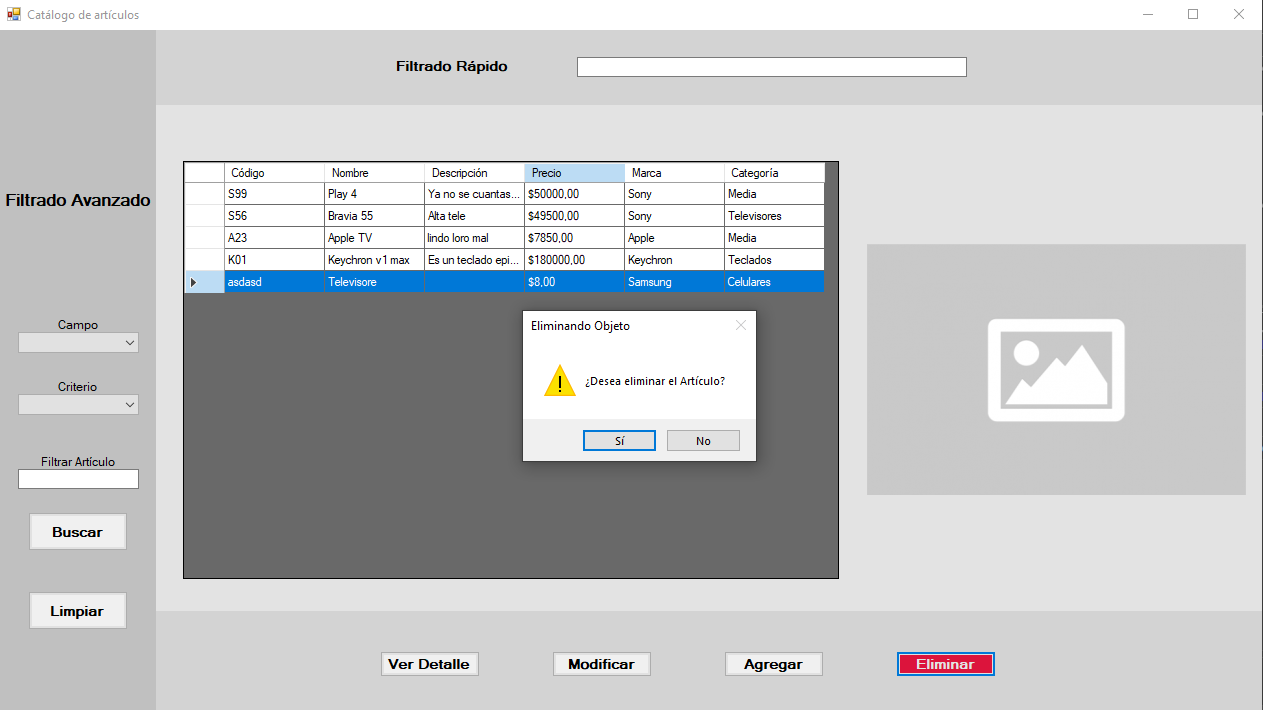 Catálogo de artículos
Filtrado Rápido
Filtrado Avanzado
Campo
Criterio
Filtrar Artículo
Buscar
Limpiar
Código Nombre Descripción Precio Marca Categoría
S99 Play 4 Ya no se cuantas... $50000,00 Sony Media
S56 Bravia 55 Alta tele $49500,00 Sony Televisores
A23 Apple TV lindo loro mal $7850,00 Apple Media
K01 Keychron v1 max Es un teclado epi... $180000,00 Keychron Teclados
asdasd Televisore $8,00 Samsung Celulares
Eliminando Objeto
¿Desea eliminar el Artículo?
Sí No
Ver Detalle Modificar Agregar Eliminar